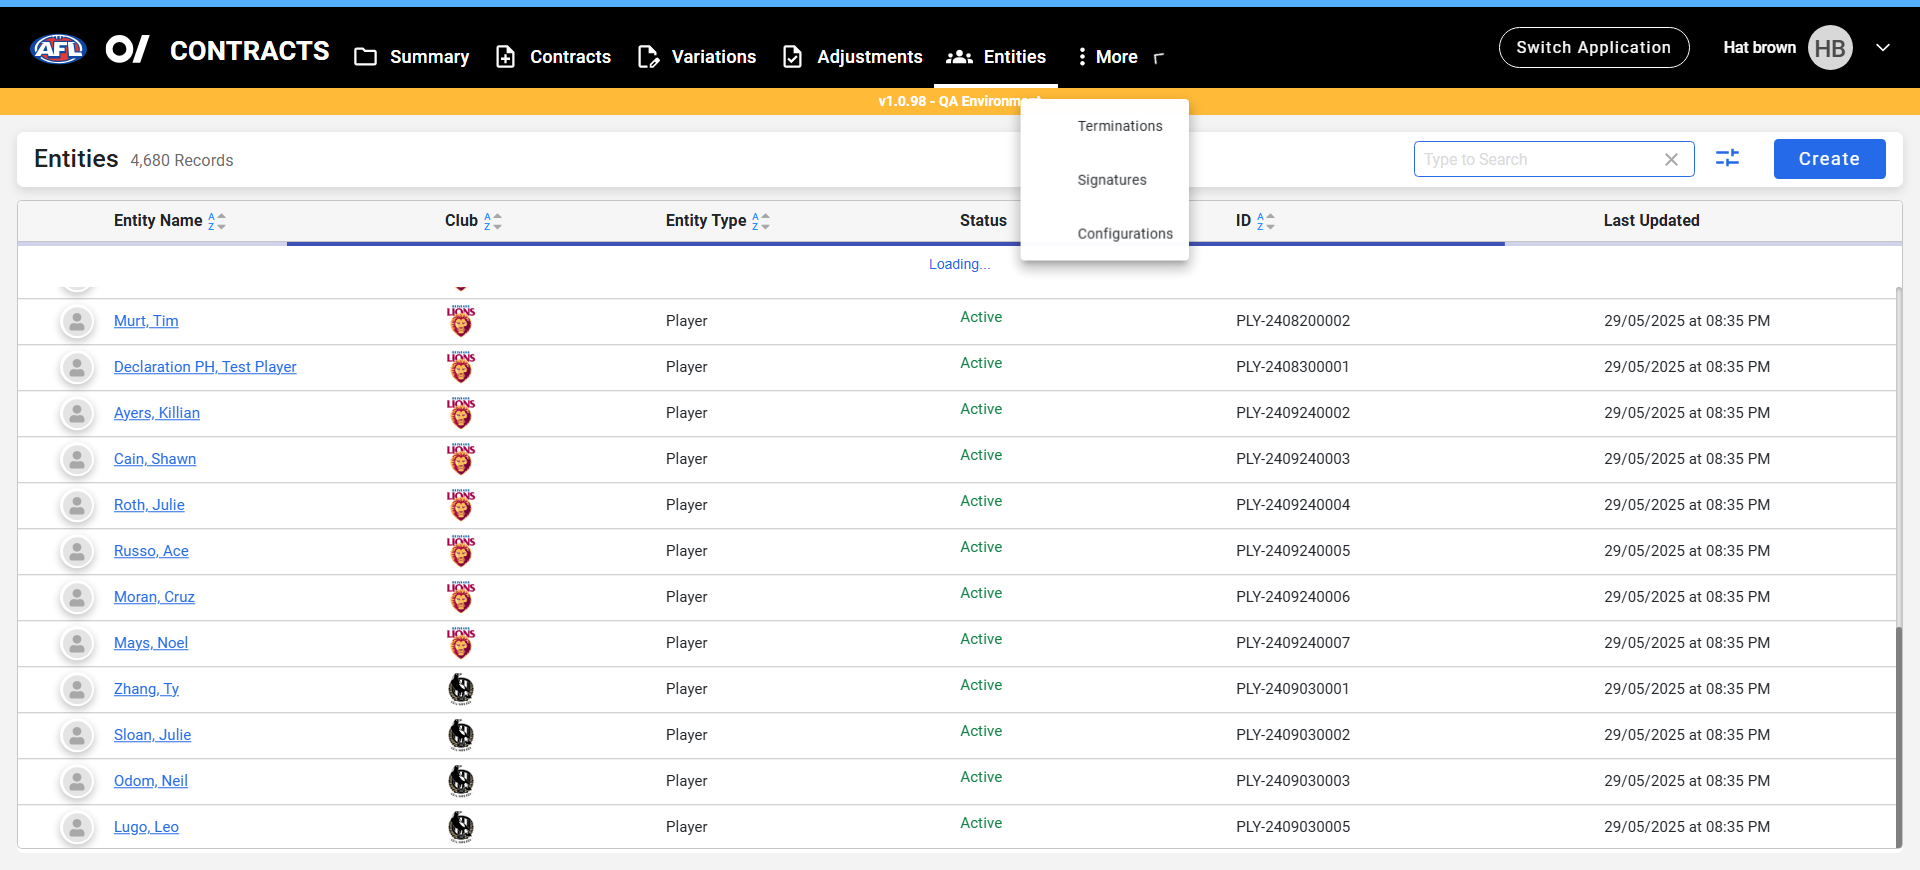 AFL CONTRACTS Summary Contracts Variations Adjustments Entities More Switch Application Hat brown HB
v1.0.98 - QA Environment
Terminations
Signatures
Configurations
Entities 4,680 Records Type to Search Create
Entity Name Club Entity Type Status ID Last Updated
Loading...
Murt, Tim LIONS Player Active PLY-2408200002 29/05/2025 at 08:35 PM
Declaration PH, Test Player LIONS Player Active PLY-2408300001 29/05/2025 at 08:35 PM
Ayers, Killian LIONS Player Active PLY-2409240002 29/05/2025 at 08:35 PM
Cain, Shawn LIONS Player Active PLY-2409240003 29/05/2025 at 08:35 PM
Roth, Julie LIONS Player Active PLY-2409240004 29/05/2025 at 08:35 PM
Russo, Ace LIONS Player Active PLY-2409240005 29/05/2025 at 08:35 PM
Moran, Cruz LIONS Player Active PLY-2409240006 29/05/2025 at 08:35 PM
Mays, Noel LIONS Player Active PLY-2409240007 29/05/2025 at 08:35 PM
Zhang, Ty Player Active PLY-2409030001 29/05/2025 at 08:35 PM
Sloan, Julie Player Active PLY-2409030002 29/05/2025 at 08:35 PM
Odom, Neil Player Active PLY-2409030003 29/05/2025 at 08:35 PM
Lugo, Leo Player Active PLY-2409030005 29/05/2025 at 08:35 PM